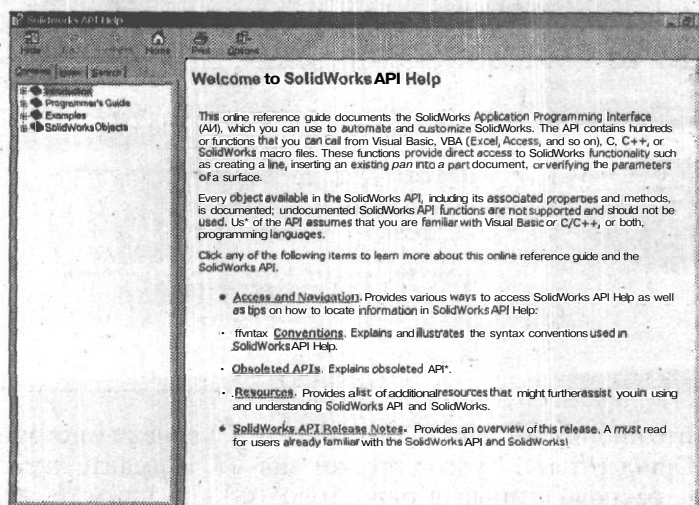 SolidWorks API Help
Home Print Options
Contents Index Search
Introduction
Programmer's Guide
Examples
SolidWorks Objects
Welcome to SolidWorks API Help
This online reference guide documents the SolidWorks Application Programming Interface
(AM), which you can use to automate and customize SolidWorks. The API contains hundreds
or functions that you can call from Visual Basic, VBA (Excel, Access, and so on), C, C++, or
SolidWorks macro files. These functions provide direct access to SolidWorks functionality such
as creating a line, inserting an existing pan into a part document, or verifying the parameters
of a surface.
Every object available in the SolidWorks API, including its associated properties and methods,
is documented; undocumented SolidWorks API functions are not supported and should not be
used. Us* of the API assumes that you are familiar with Visual Basic or C/C++, or both,
programming languages.
Click any of the following items to learn more about this online reference guide and the
SolidWorks API.
• Access and Navigation. Provides various ways to access SolidWorks API Help as well
as tips on how to locate information in SolidWorks API Help:
· ffvntax Conventions. Explains and illustrates the syntax conventions used in
SolidWorks API Help.
· Obsoleted APIs. Explains obsoleted API*.
· .Resources. Provides a list of additional resources that might further assist you in using
and understanding SolidWorks API and SolidWorks.
• SolidWorks API Release Notes. Provides an overview of this release. A must read
for users already familiar with the SolidWorks API and SolidWorks!